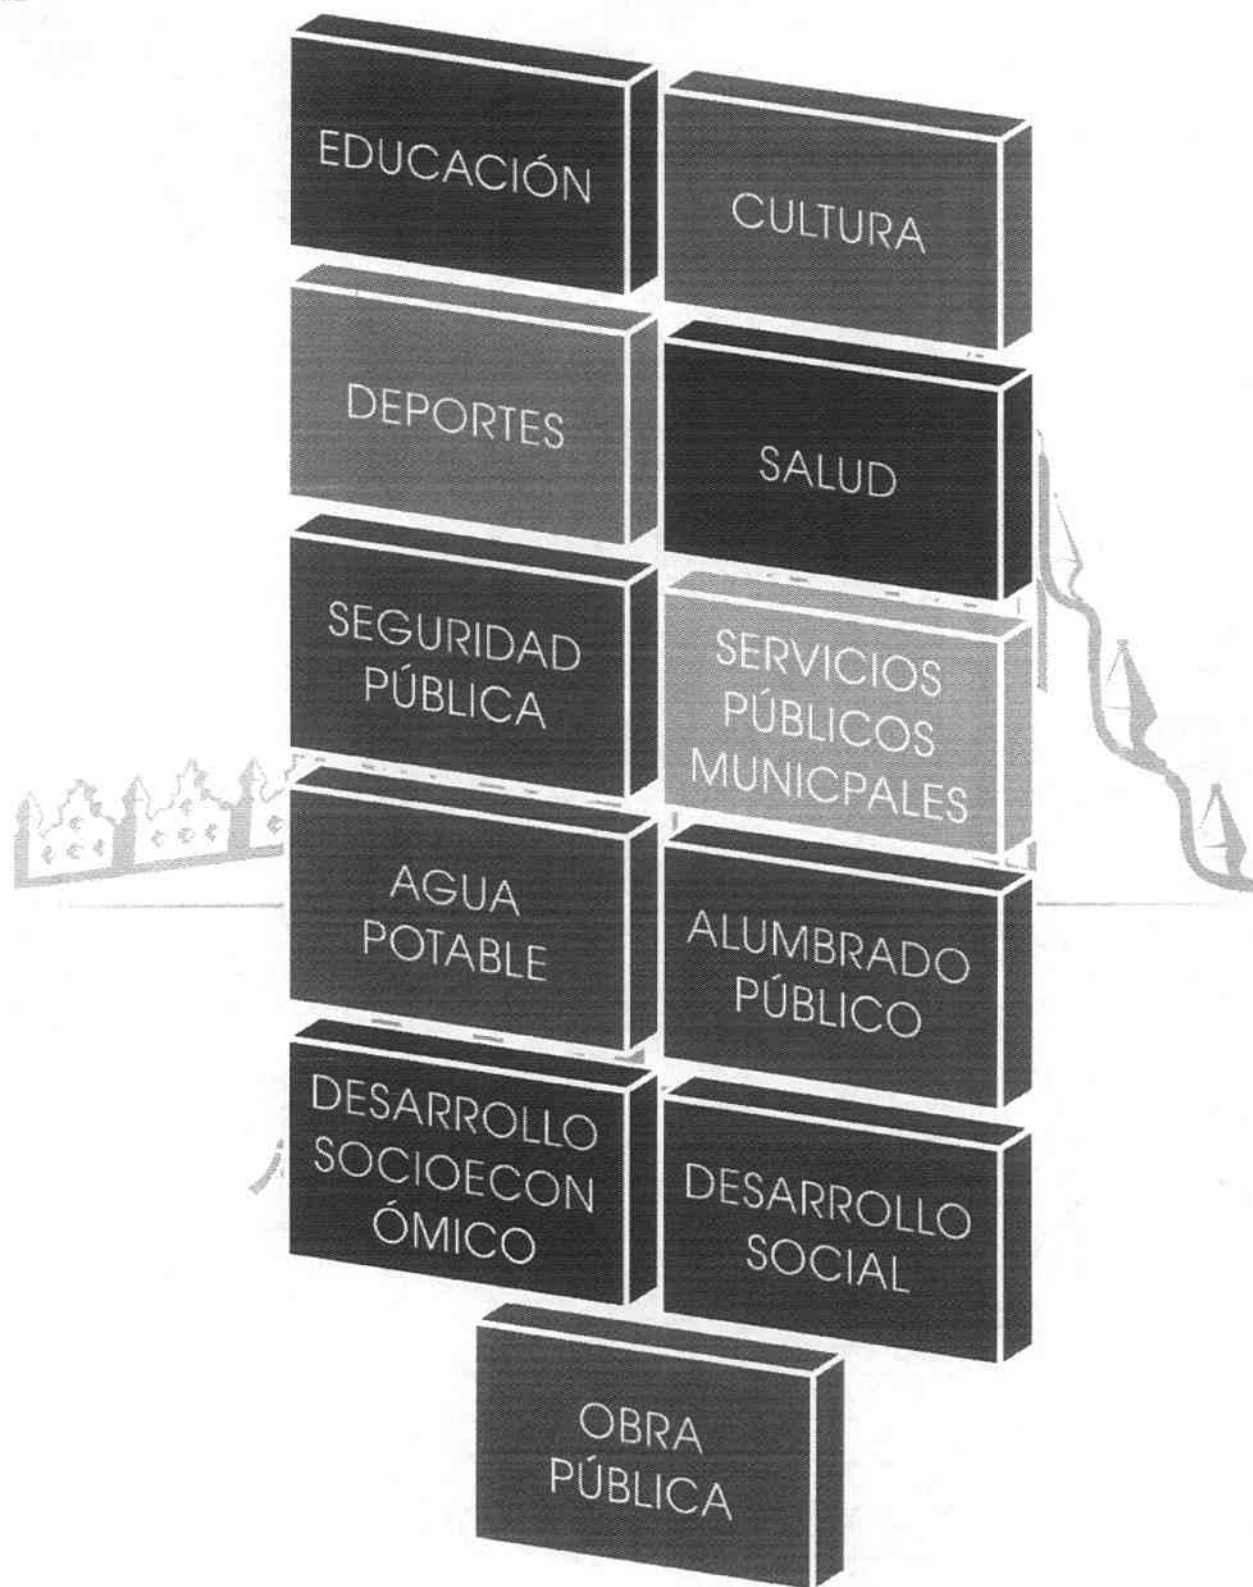 EDUCACIÓN
CULTURA
DEPORTES
SALUD
SEGURIDAD
PÚBLICA
SERVICIOS
PÚBLICOS
MUNICPALES
AGUA
POTABLE
ALUMBRADO
PÚBLICO
DESARROLLO
SOCIOECON
ÓMICO
DESARROLLO
SOCIAL
OBRA
PÚBLICA